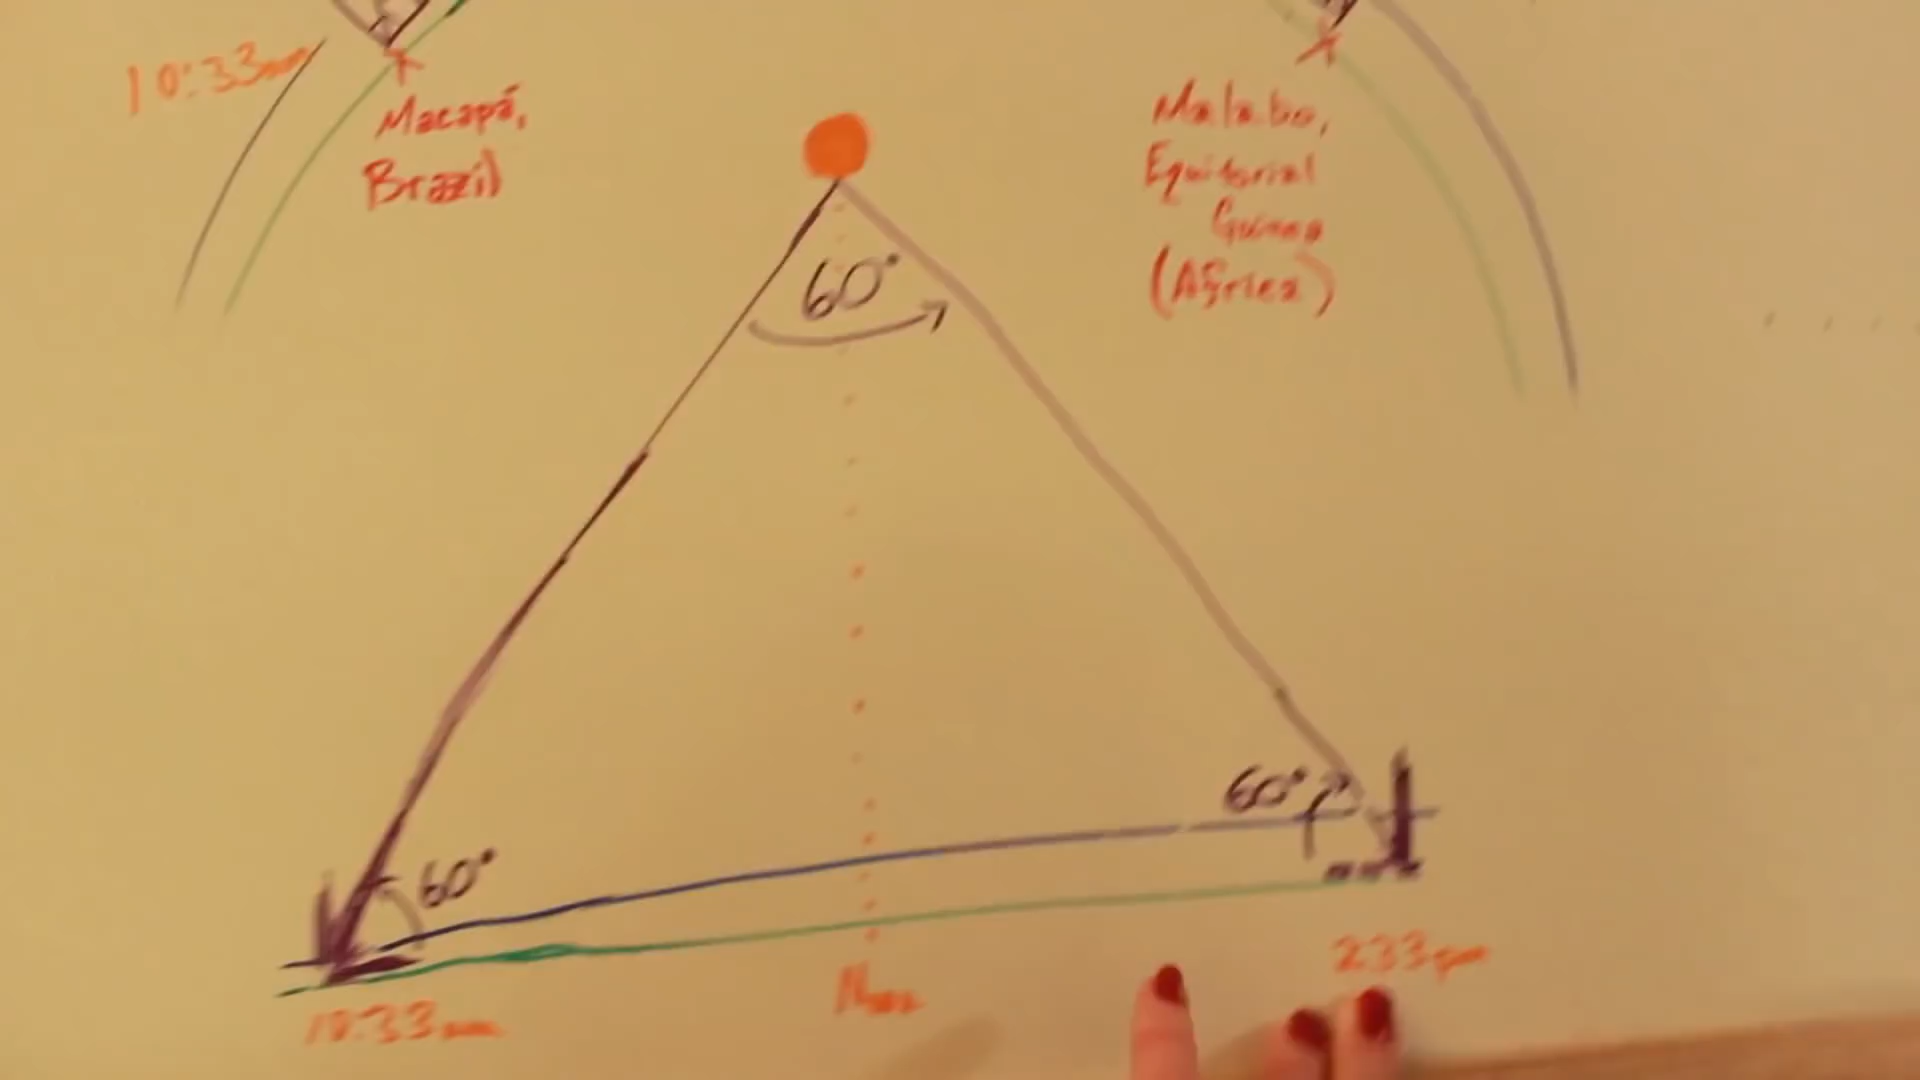 10:33am
Macapá,
Brazil
Malabo,
Equitorial
Guinea
(Africa)
60°
60°
60°
10:33am
Noon
2:33pm